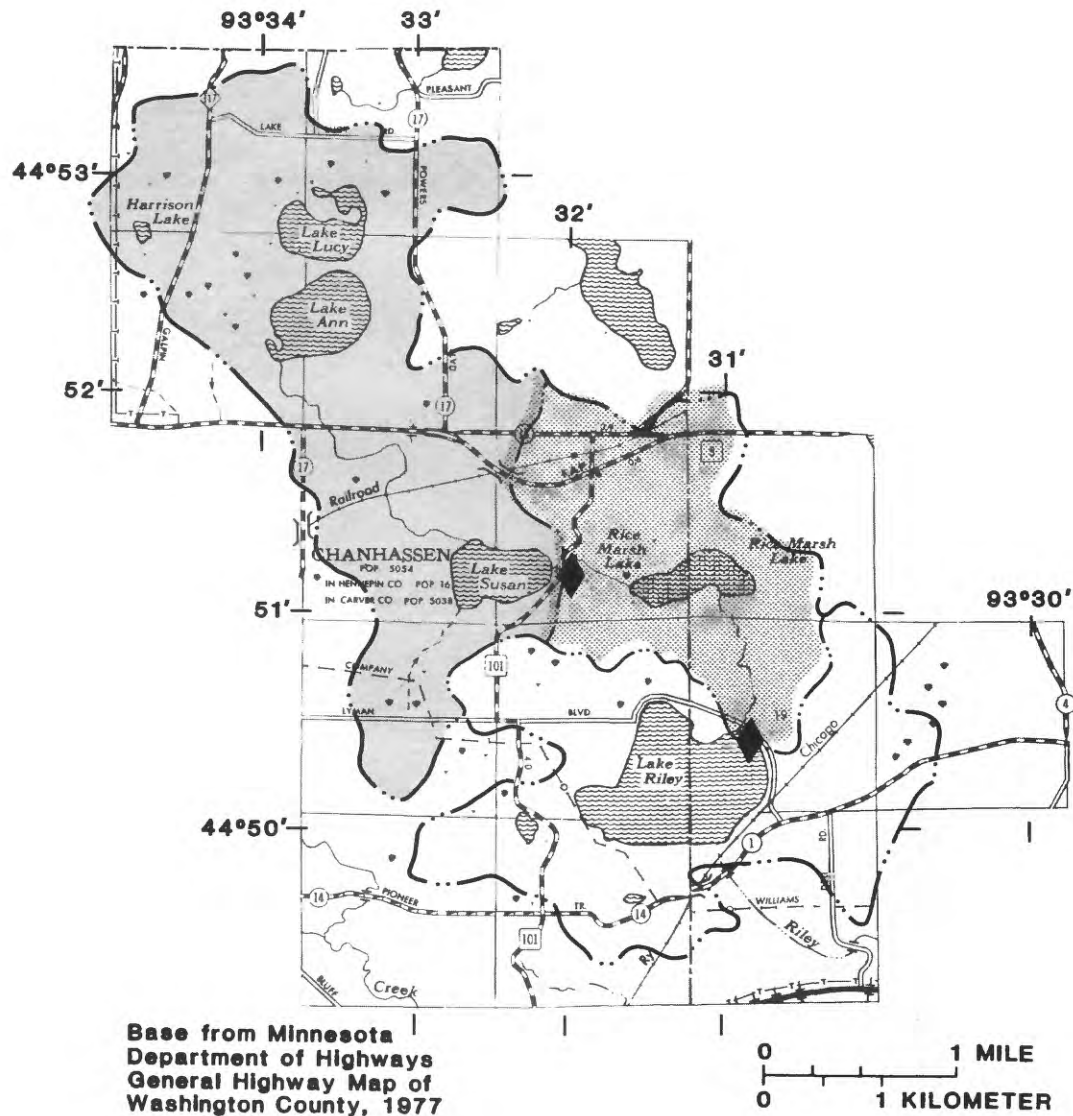 93°34'
33'
PLEASANT
17
17
LAKE
RD
44°53'
POWERS
Harrison
Lake
32'
Lake
Lucy
Lake
Ann
GALPIN
BLVD
31'
52'
17
17
5
Railroad
CHANHASSEN
POP 5054
IN HENNEPIN CO POP 16
IN CARVER CO POP 5038
Rice
Marsh
Lake
Rice Marsh
Lake
Lake
Susan
51'
93°30'
COMPANY
101
LYMAN
BLVD
4
Chicago
Lake
Riley
44°50'
1
RD.
14
PIONEER
TR.
14
WILLIAMS
Riley
101
RY
BLUFF
Creek
Base from Minnesota
Department of Highways
General Highway Map of
Washington County, 1977
0 1 MILE
0 1 KILOMETER